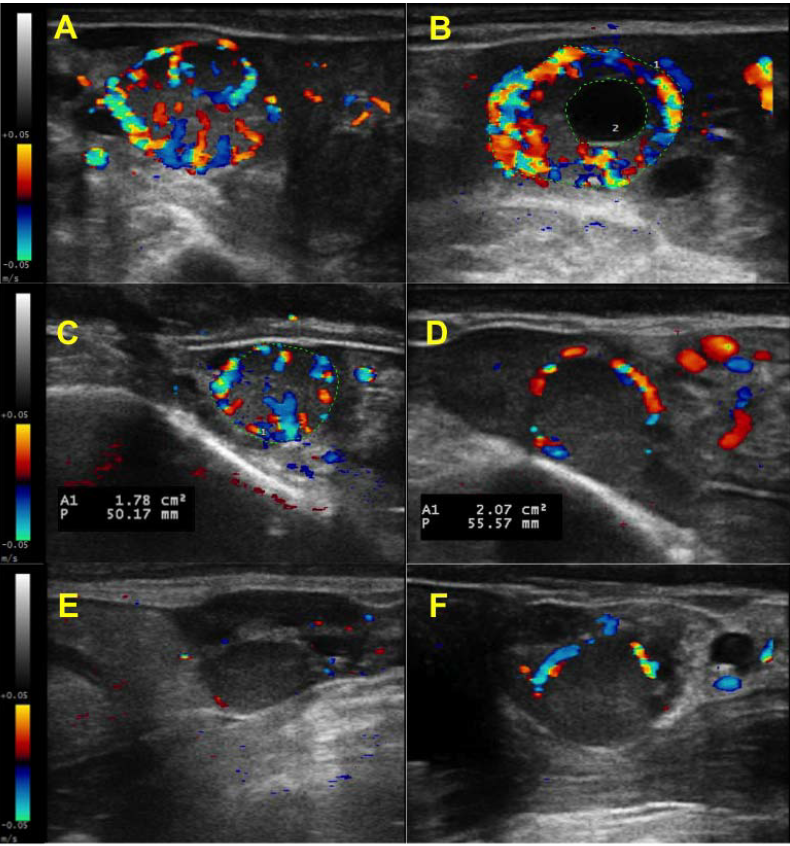 A
B
+0.05
1
2
-0.05
m/s
C
D
+0.05
1
A1 1.78 cm²
P 50.17 mm
A1 2.07 cm²
P 55.57 mm
-0.05
m/s
E
F
+0.05
-0.05
m/s